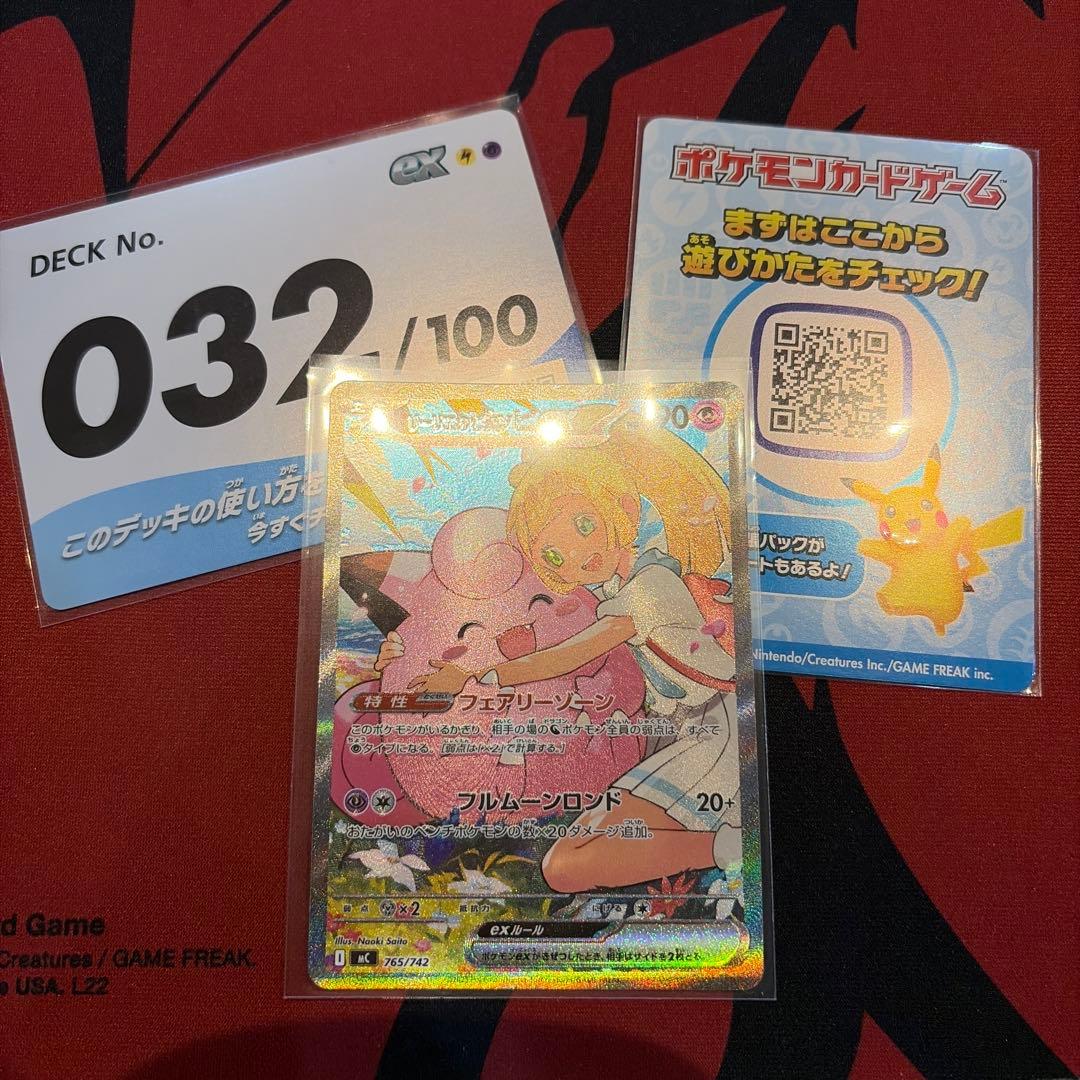 ex
DECK No.
032/100
このデッキの使い方を
つか かた
今すぐチ
いま
ポケモンカードゲーム
まずはここから
あそ
遊びかたをチェック!
パックが
ートもあるよ!
Nintendo/Creatures Inc./GAME FREAK inc.
特性 フェアリーゾーン
このポケモンがいるかぎり、相手の場のポケモン全員の弱点は、すべて
タイプになる。[弱点は「×2」で計算する。]
フルムーンロンド 20+
おたがいのベンチポケモンの数×20ダメージ追加。
弱点 ×2 抵抗力 にげる
exルール
ポケモンexがきぜつしたとき、相手はサイドを2枚とる。
Illus. Naoki Saito
I MC 765/742
d Game
Creatures / GAME FREAK.
e USA. L22